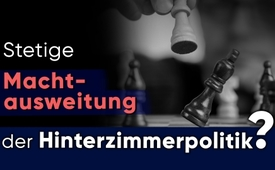 Stetige
Macht-
ausweitung
der Hinterzimmerpolitik?